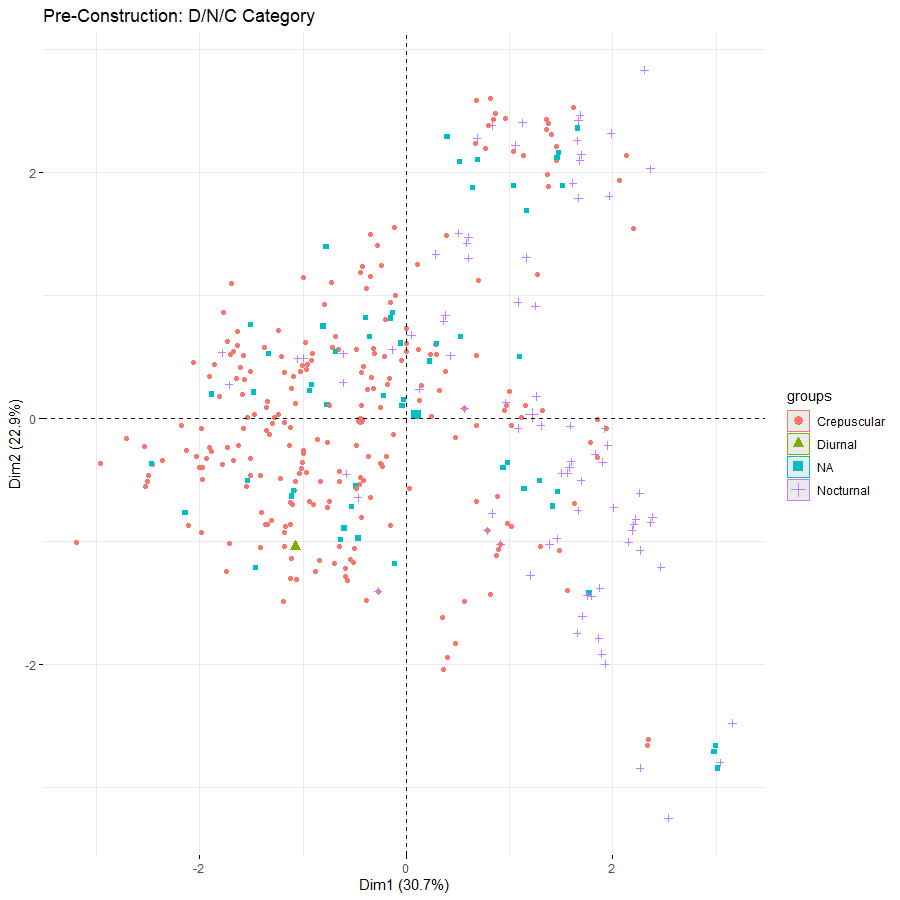 Pre-Construction: D/N/C Category
2
0
-2
Dim2 (22.9%)
-2
0
2
Dim1 (30.7%)
groups
Crepuscular
Diurnal
NA
Nocturnal